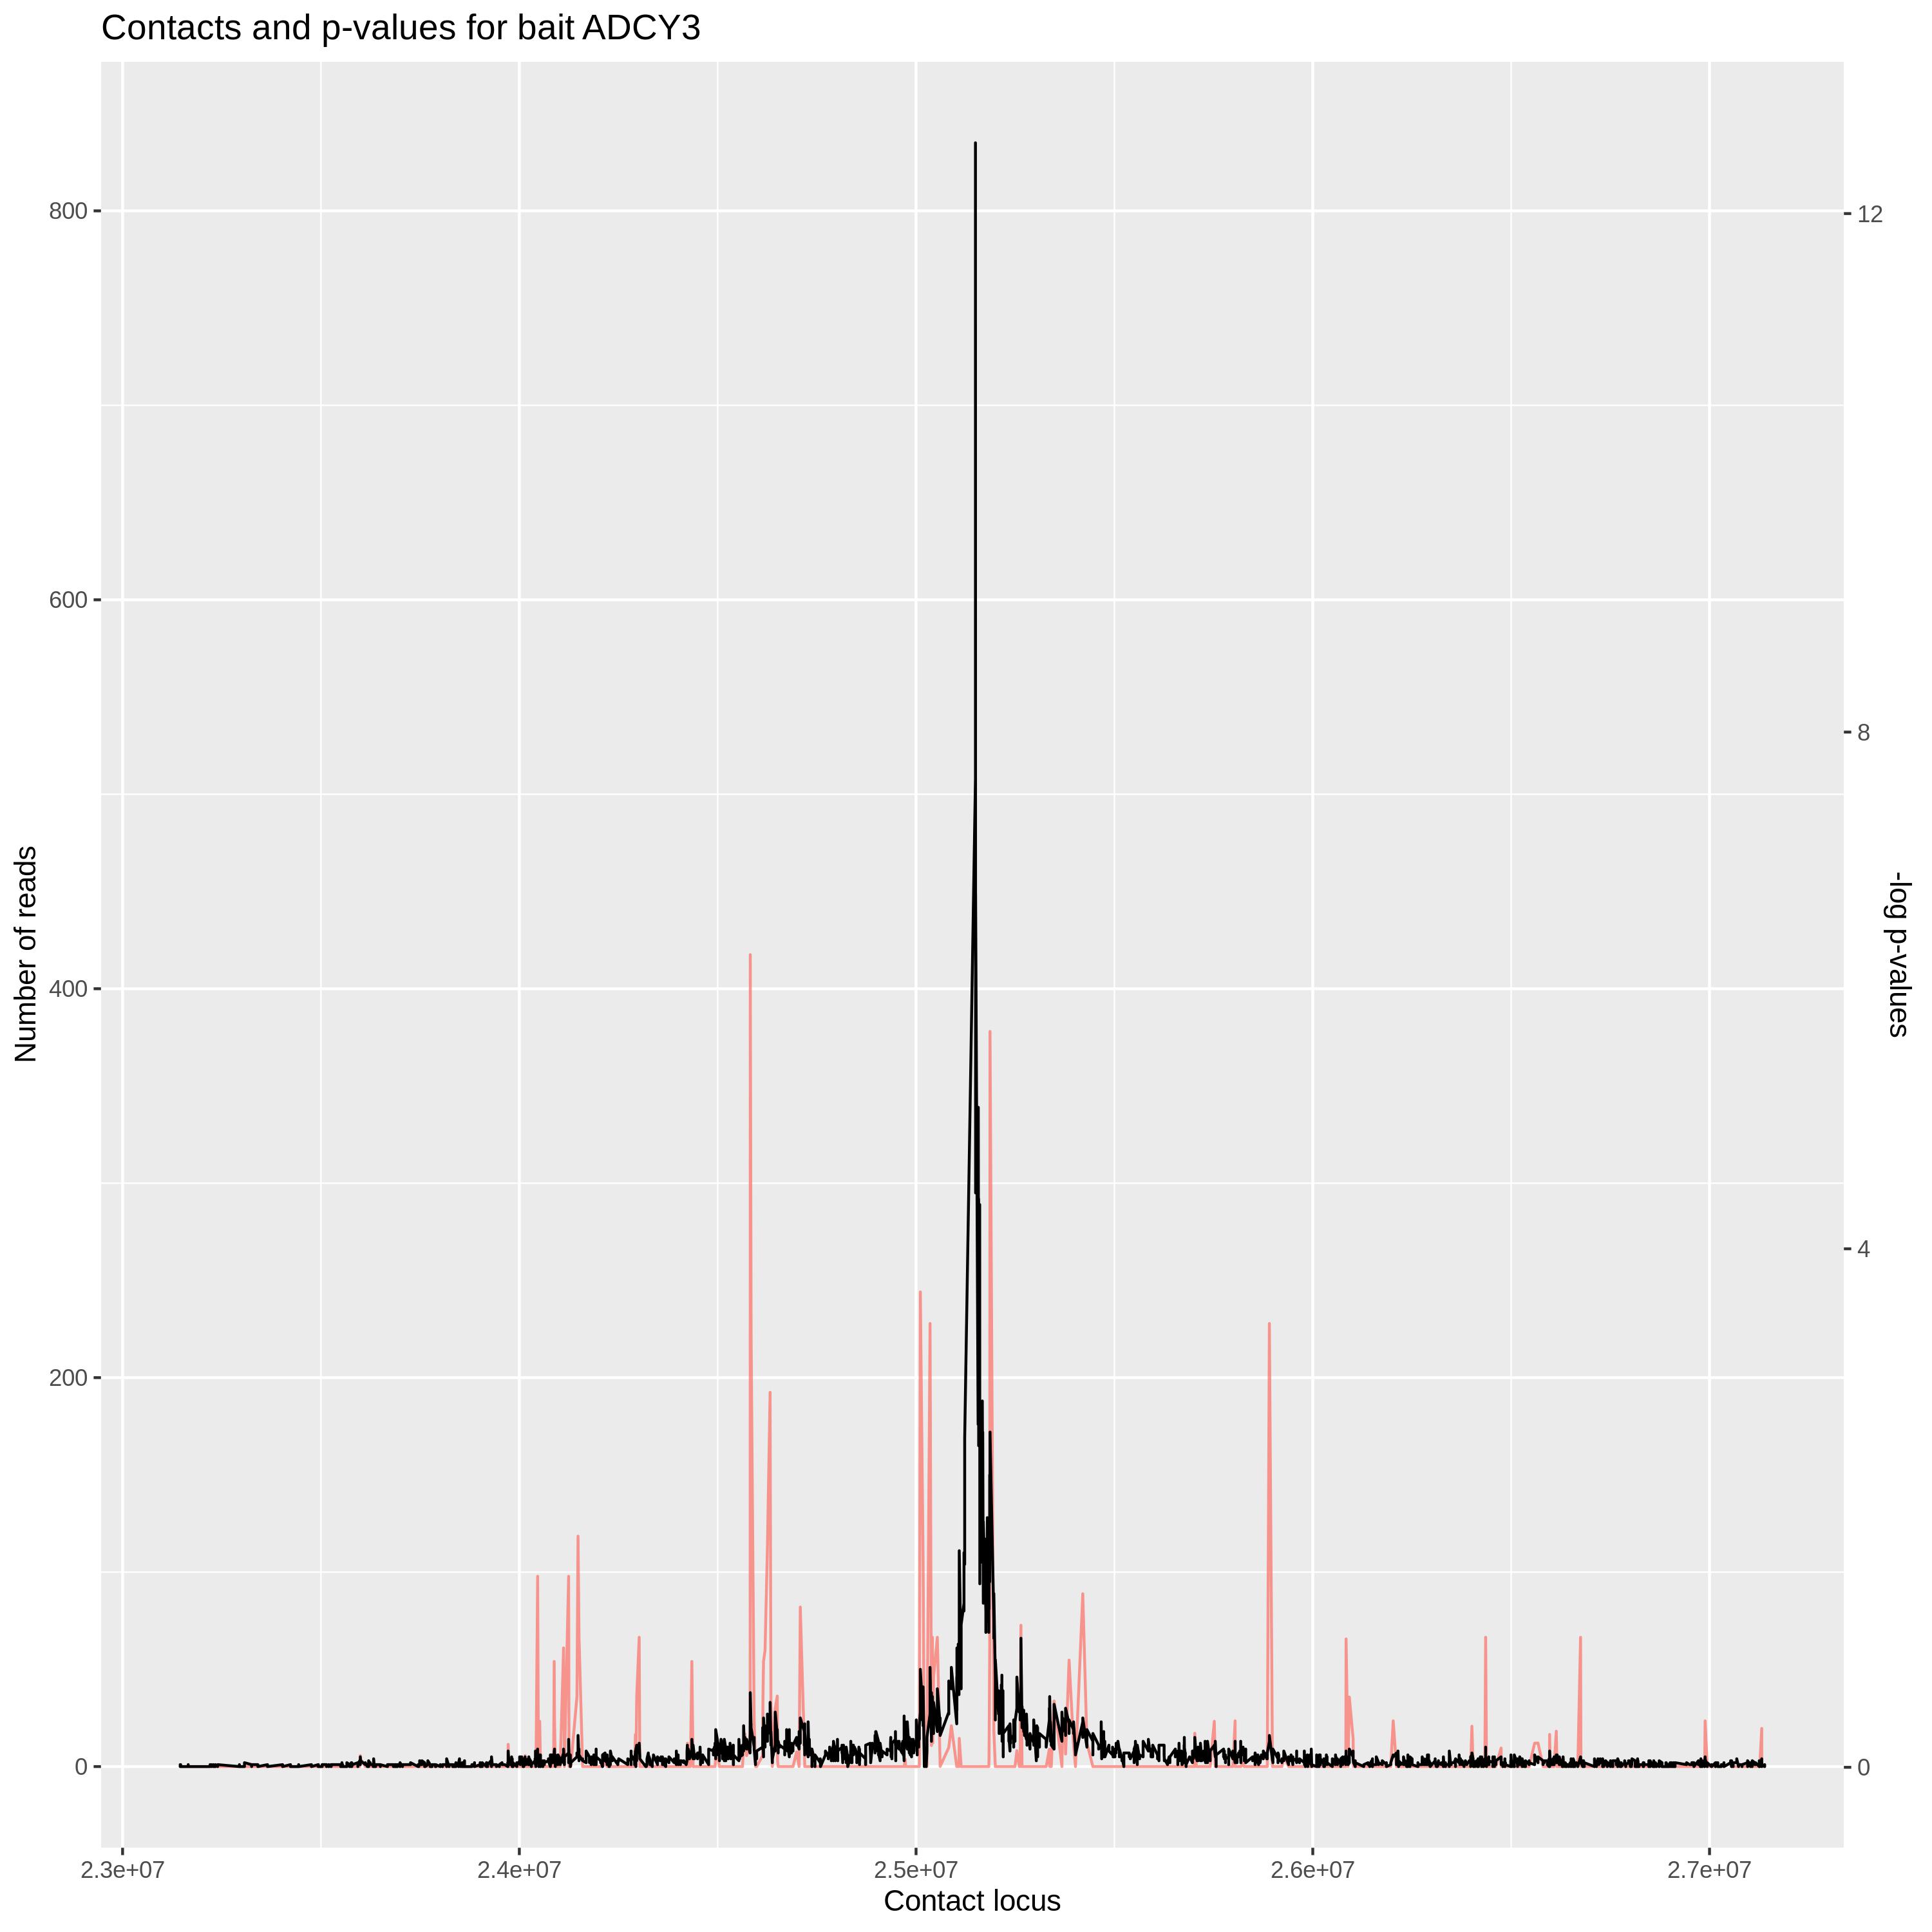 Contacts and p-values for bait ADCY3
800
600
400
200
0
Number of reads
12
8
4
0
-log p-values
2.3e+07
2.4e+07
2.5e+07
2.6e+07
2.7e+07
Contact locus